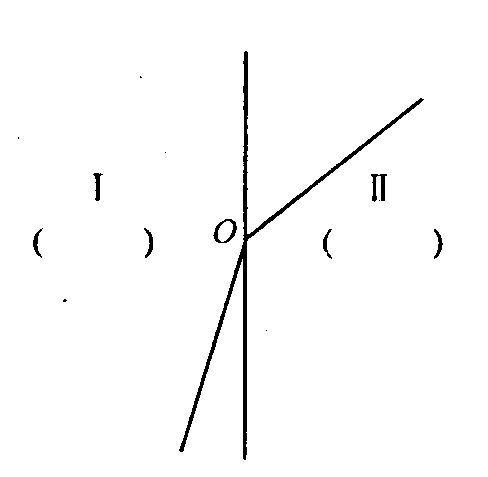 Ⅰ Ⅱ
( ) O ( )